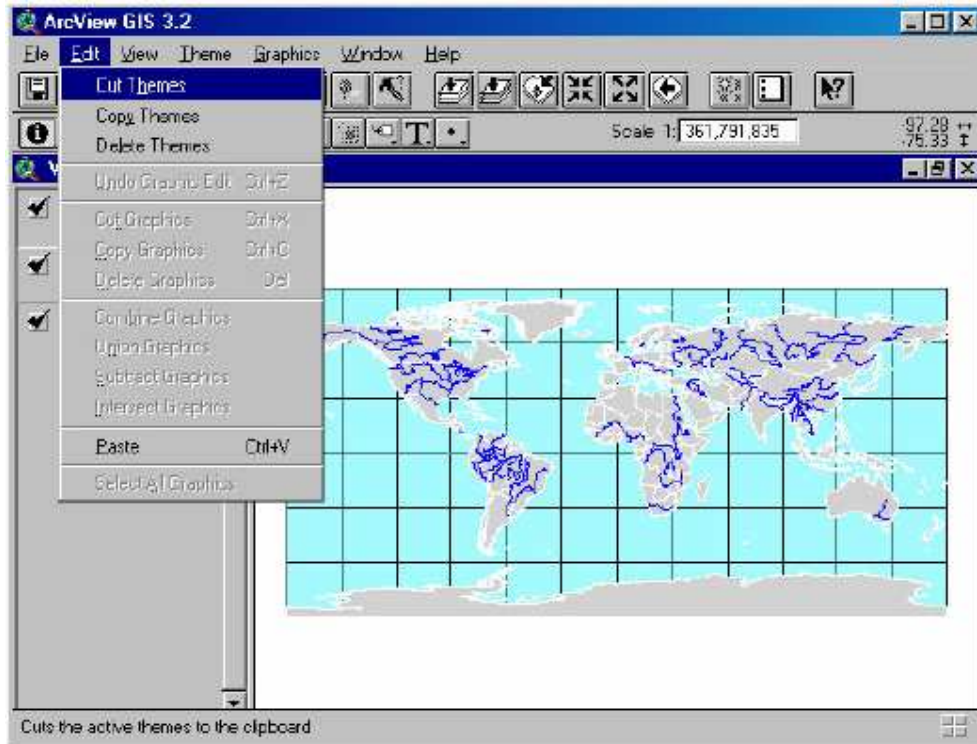 ArcView GIS 3.2
File Edit View Theme Graphics Window Help
Scale 1: 361,791,835
-97.28
-75.33
Cut Themes
Copy Themes
Delete Themes
Undo Graphic Edit Ctrl+Z
Cut Graphics Ctrl+X
Copy Graphics Ctrl+C
Delete Graphics Del
Combine Graphics
Union Graphics
Subtract Graphics
Intersect Graphics
Paste Ctrl+V
Select All Graphics
Cuts the active themes to the clipboard